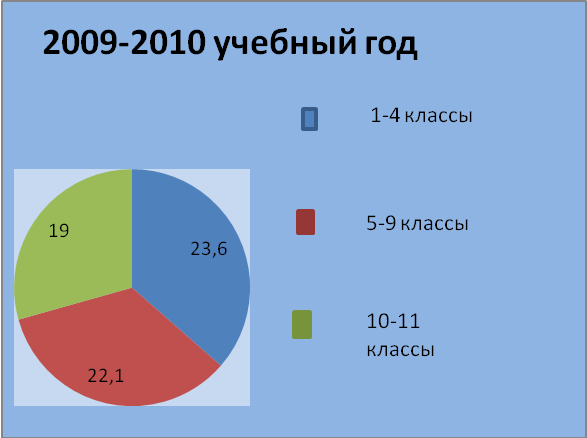 2009-2010 учебный год
1-4 классы
19
23,6
5-9 классы
10-11
классы
22,1